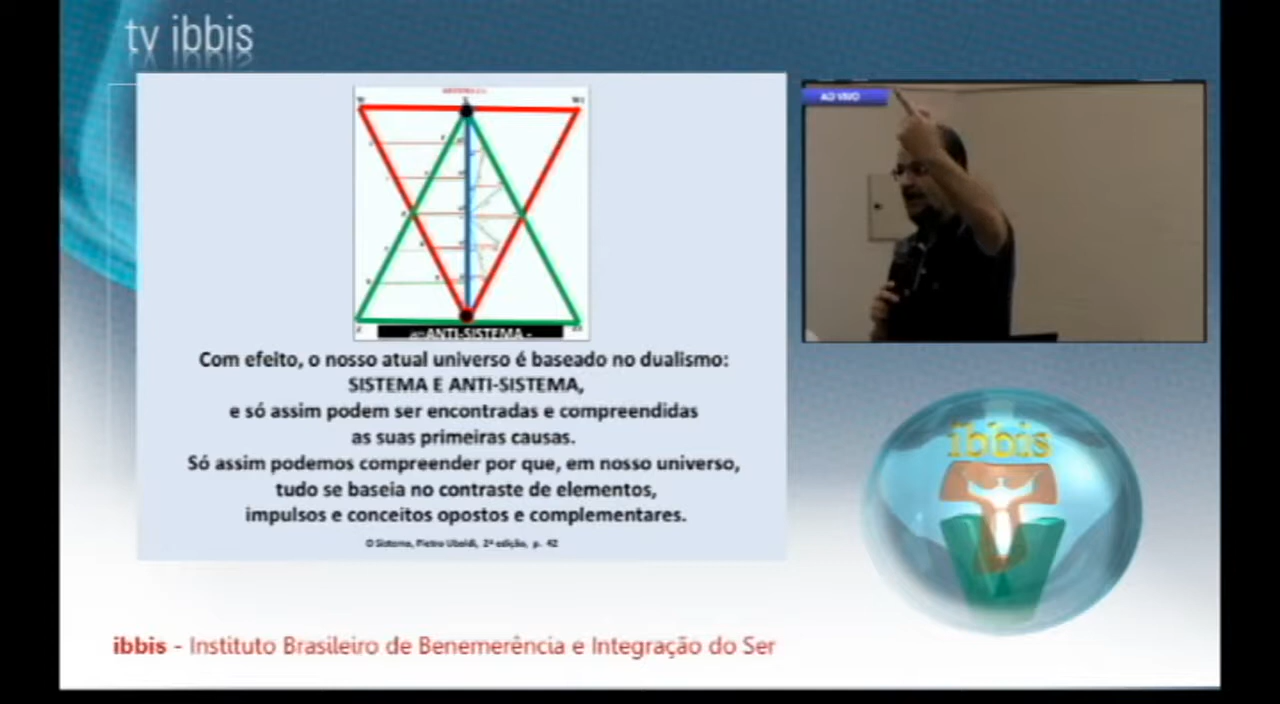 tv ibbis
AO VIVO
ANTI-SISTEMA -
Com efeito, o nosso atual universo é baseado no dualismo:
SISTEMA E ANTI-SISTEMA,
e só assim podem ser encontradas e compreendidas
as suas primeiras causas.
Só assim podemos compreender por que, em nosso universo,
tudo se baseia no contraste de elementos,
impulsos e conceitos opostos e complementares.
O Sistema, Pietro Ubaldi, 2ª edição, p. 42
ibbis
ibbis - Instituto Brasileiro de Benemerência e Integração do Ser